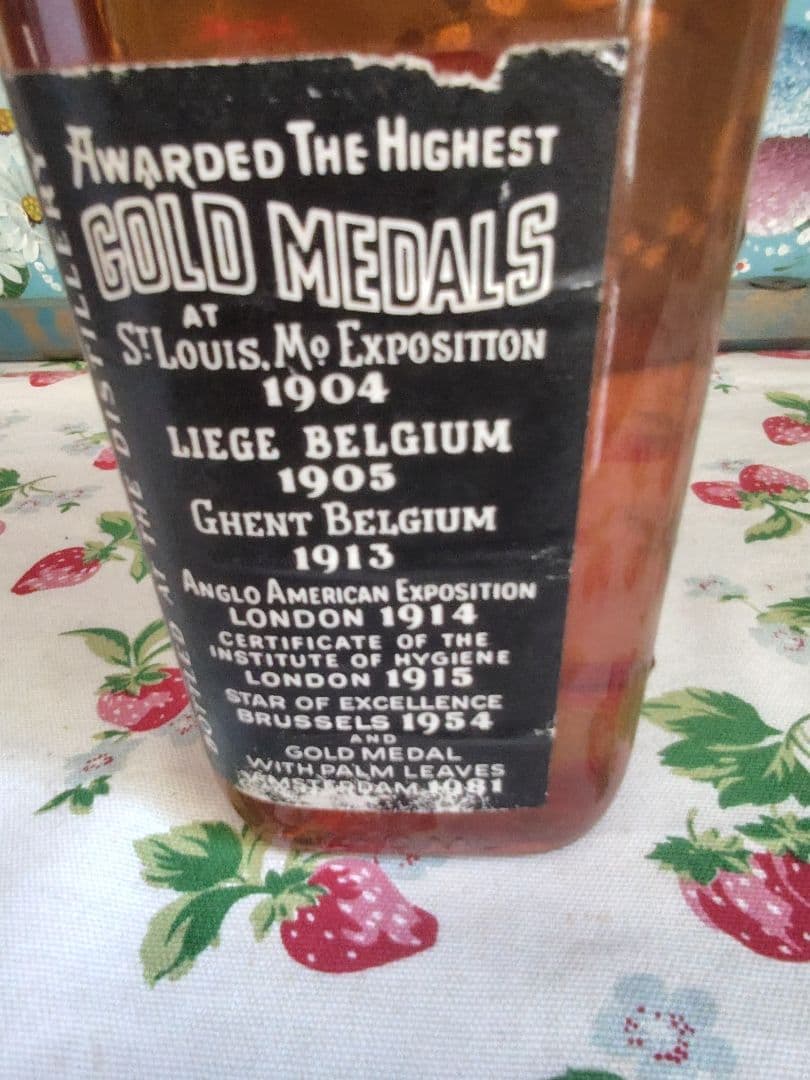 AWARDED THE HIGHEST
GOLD MEDALS
AT
ST LOUIS. MO EXPOSITION
1904
LIEGE BELGIUM
1905
GHENT BELGIUM
1913
ANGLO AMERICAN EXPOSITION
LONDON 1914
CERTIFICATE OF THE
INSTITUTE OF HYGIENE
LONDON 1915
STAR OF EXCELLENCE
BRUSSELS 1954
AND
GOLD MEDAL
WITH PALM LEAVES
AMSTERDAM 1981
BOTTLED AT THE DISTILLERY